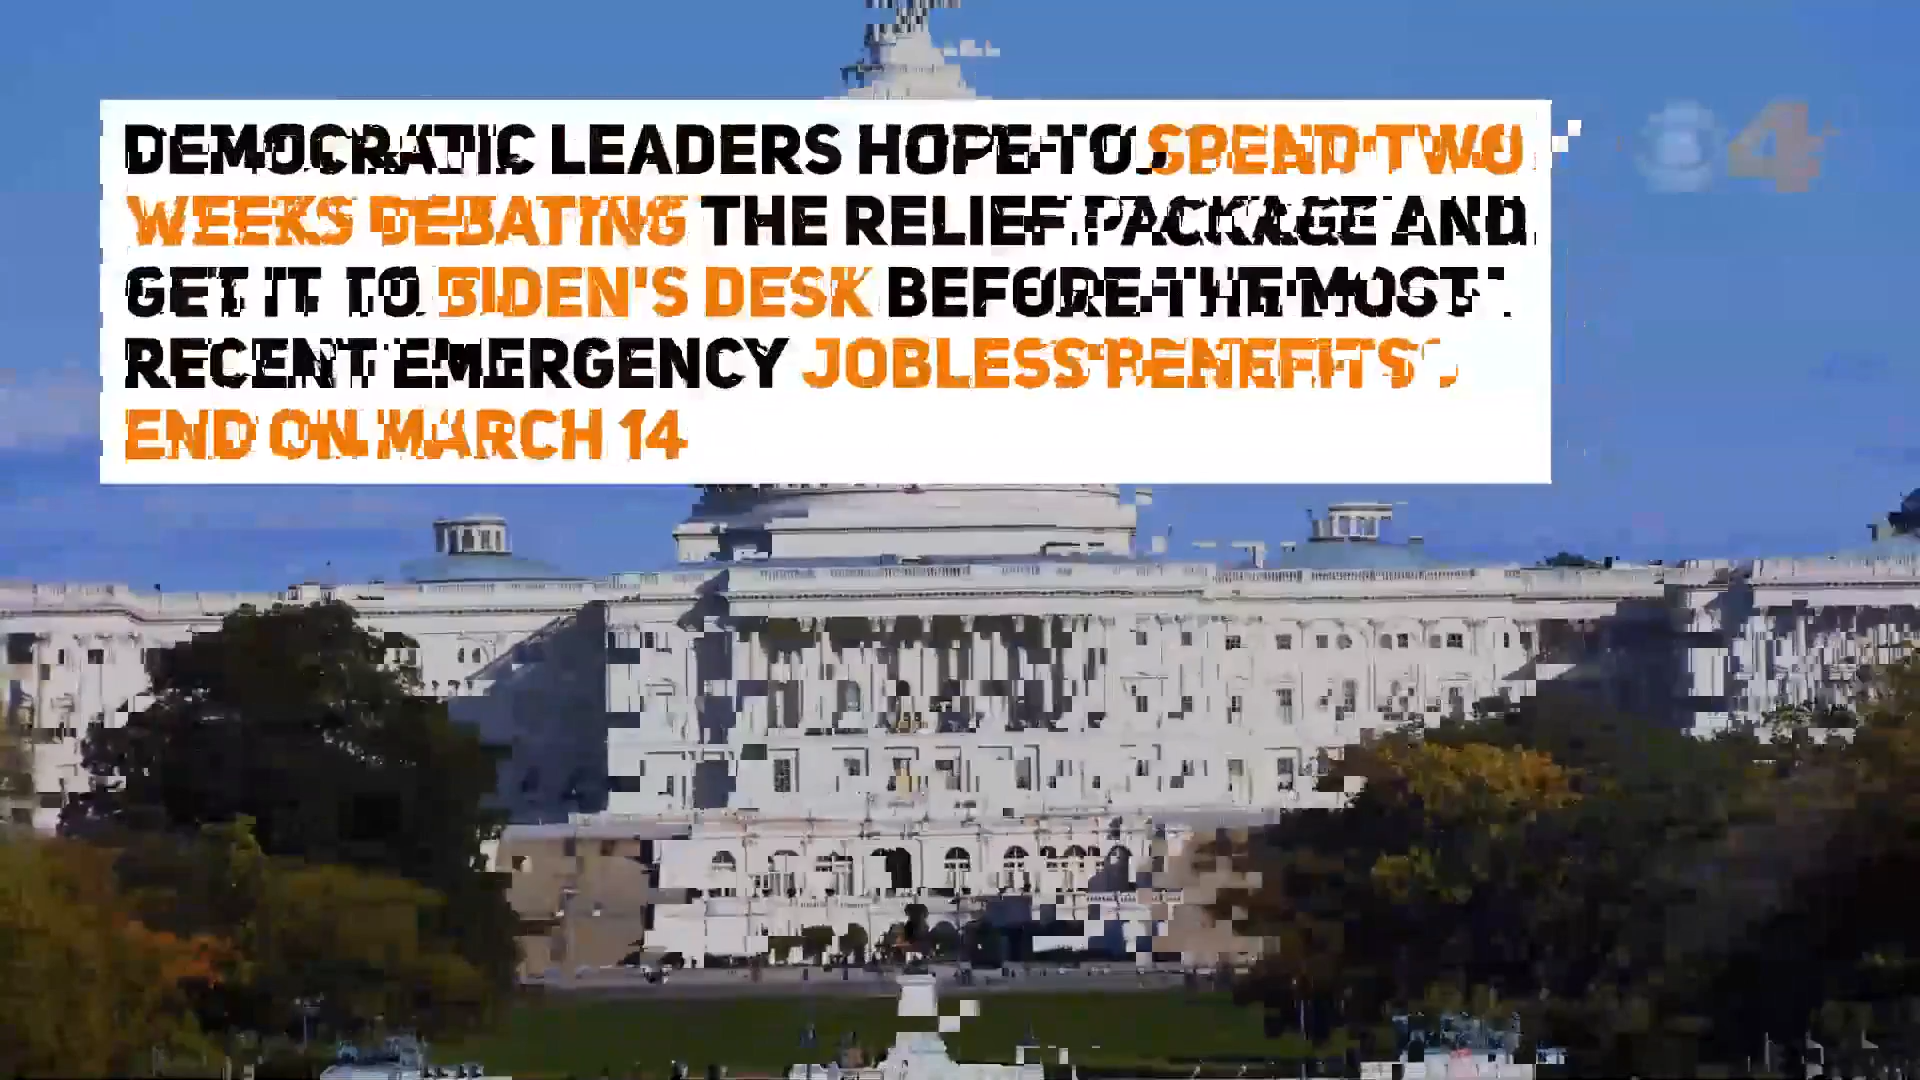 DEMOCRATIC LEADERS HOPE TO SPEND TWO
WEEKS DEBATING THE RELIEF PACKAGE AND
GET IT TO BIDEN'S DESK BEFORE THE MOST
RECENT EMERGENCY JOBLESS BENEFITS
END ON MARCH 14
4